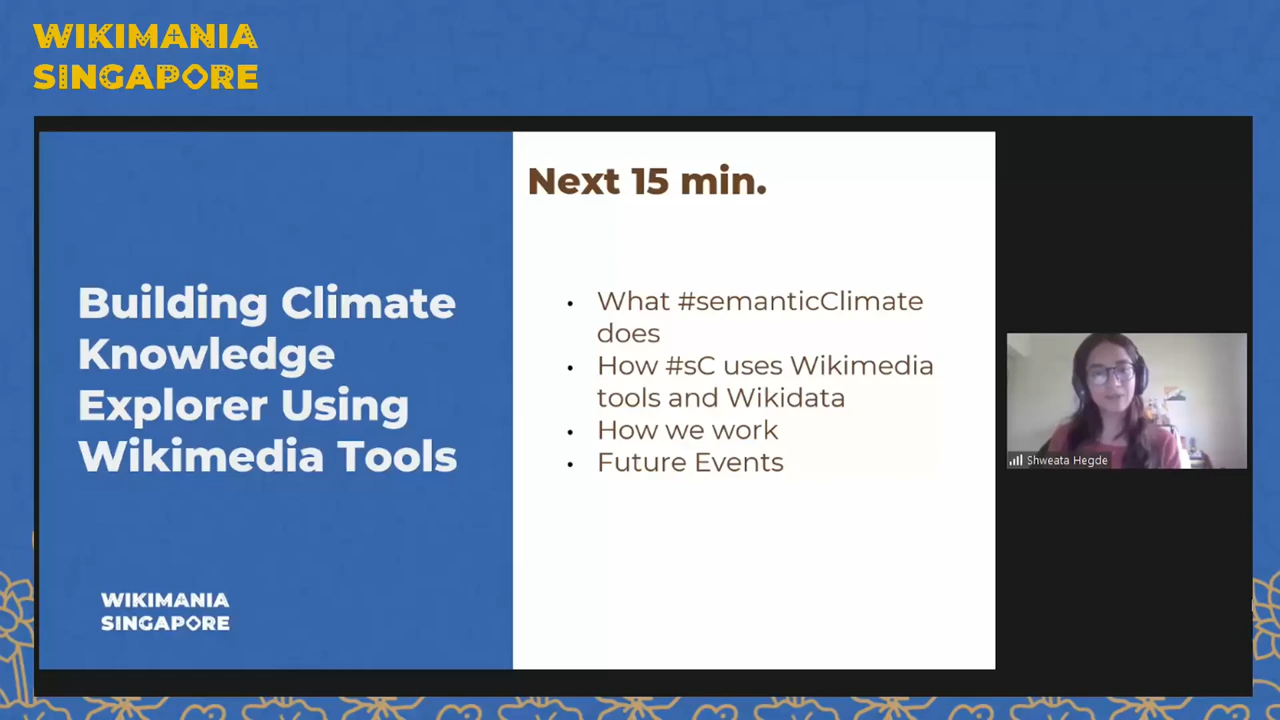 WIKIMANIA
SINGAPORE
Building Climate
Knowledge
Explorer Using
Wikimedia Tools
WIKIMANIA
SINGAPORE
Next 15 min.
• What #semanticClimate
does
• How #sC uses Wikimedia
tools and Wikidata
• How we work
• Future Events
Shweata Hegde